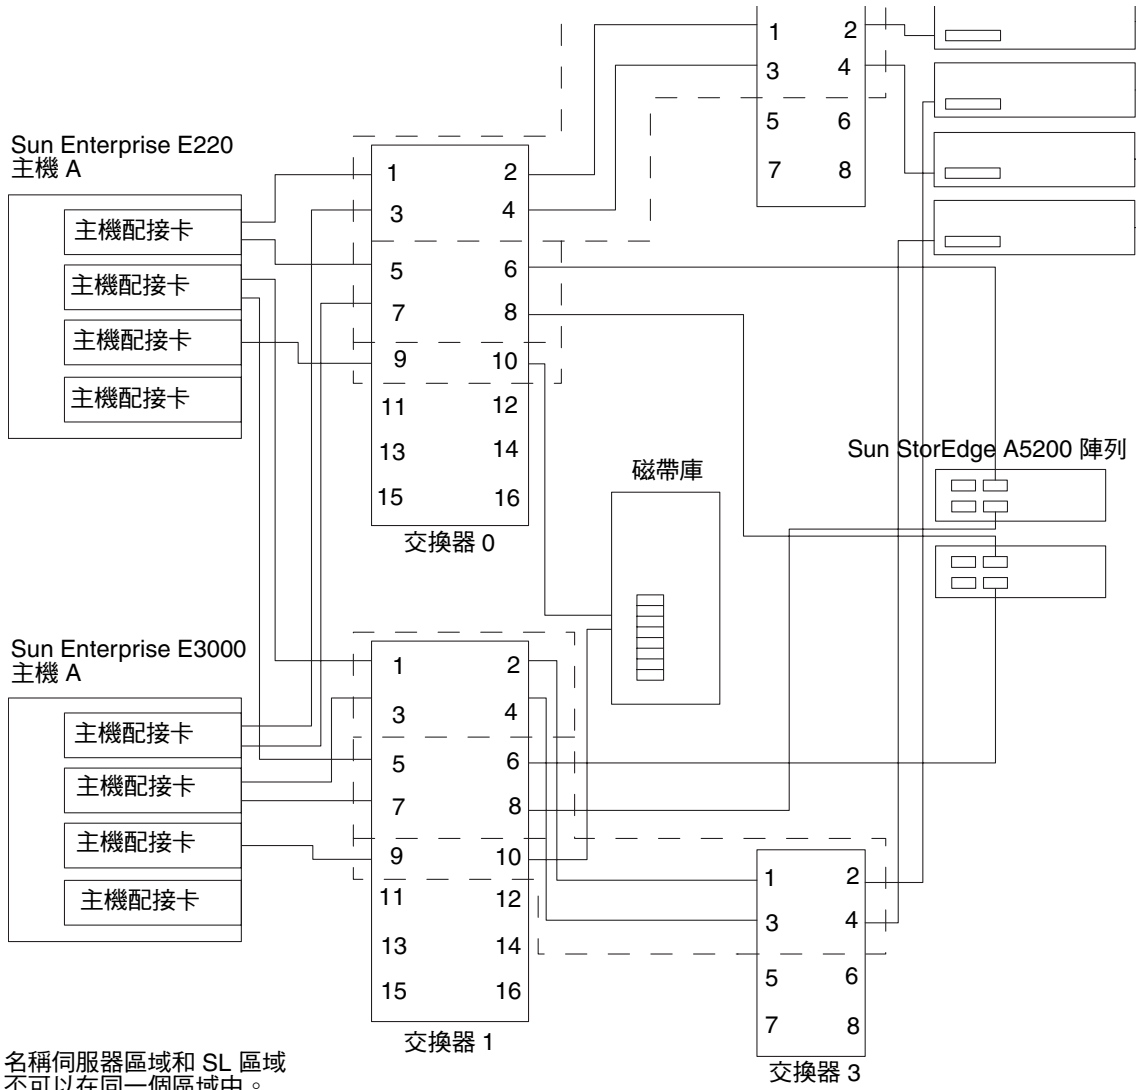 1 2
3 4
5 6
7 8
Sun Enterprise E220
主機 A
主機配接卡
主機配接卡
主機配接卡
主機配接卡
1 2
3 4
5 6
7 8
9 10
11 12
13 14
15 16
交換器 0
磁帶庫
Sun StorEdge A5200 陣列
Sun Enterprise E3000
主機 A
主機配接卡
主機配接卡
主機配接卡
主機配接卡
1 2
3 4
5 6
7 8
9 10
11 12
13 14
15 16
交換器 1
1 2
3 4
5 6
7 8
交換器 3
名稱伺服器區域和 SL 區域
不可以在同一個區域中。